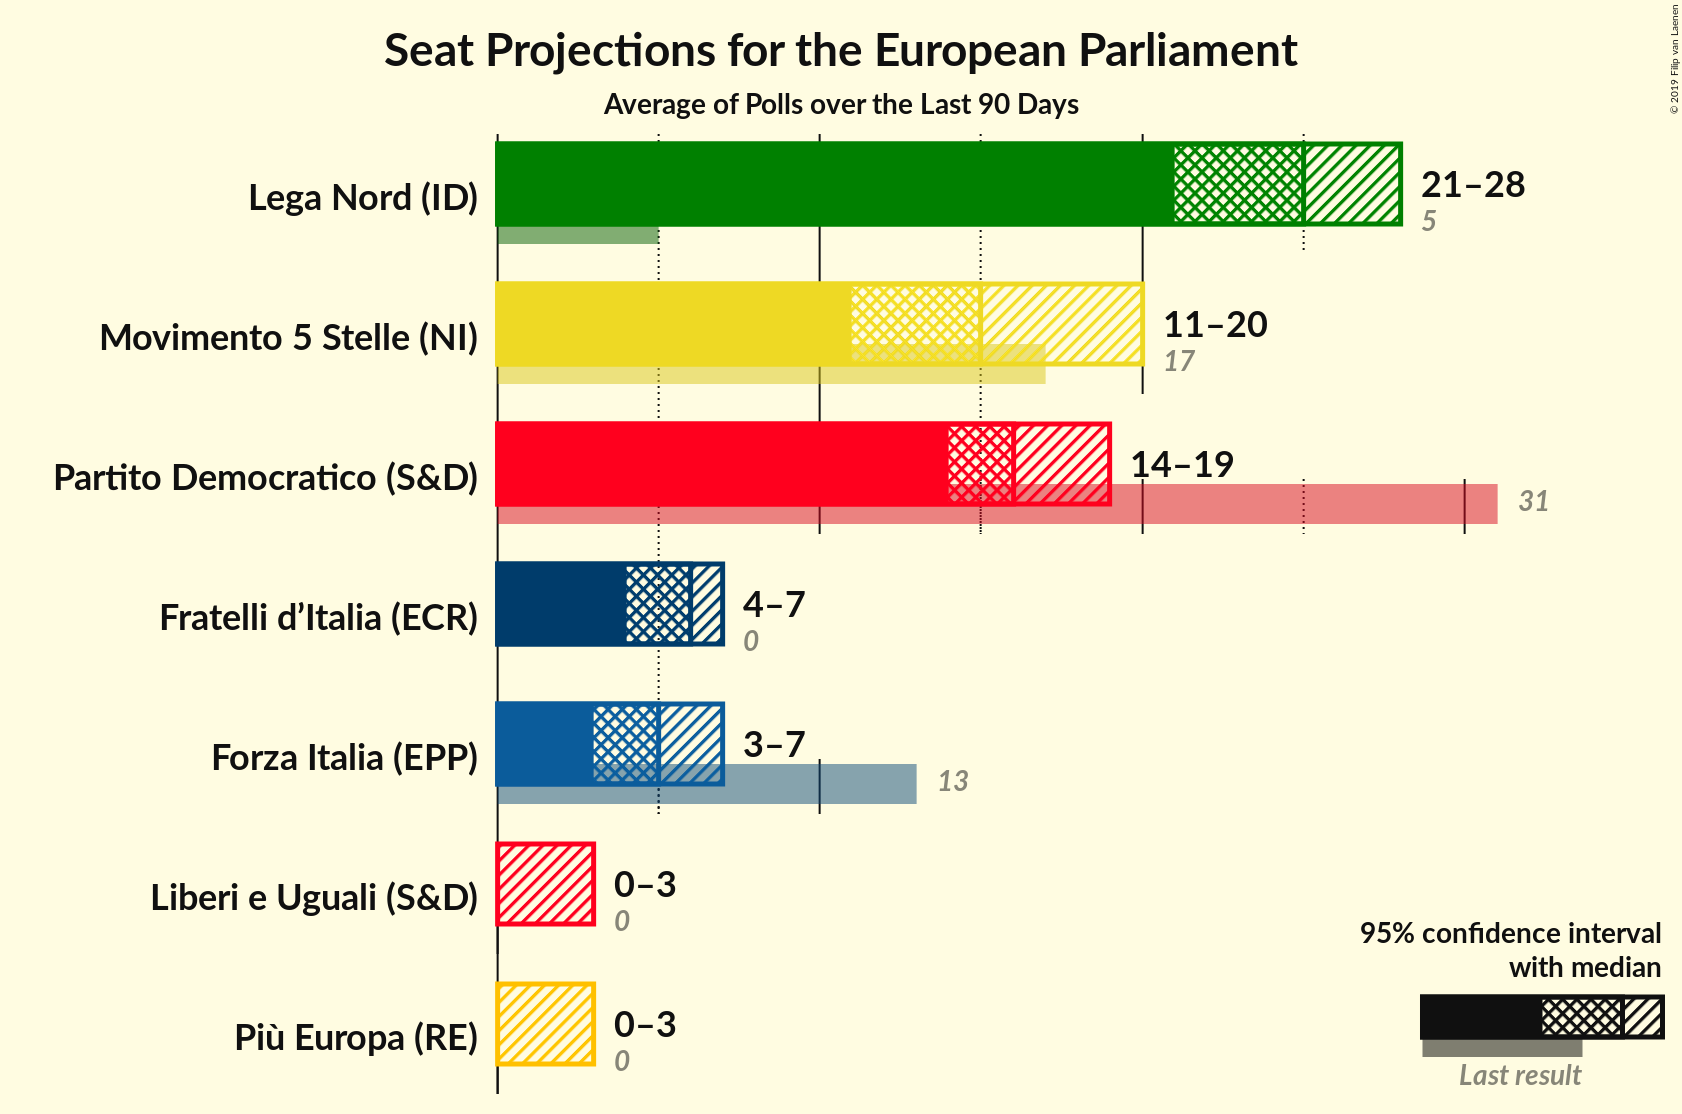 Seat Projections for the European Parliament
Average of Polls over the Last 90 Days
© 2019 Filip van Laenen
Lega Nord (ID)
21–28
5
Movimento 5 Stelle (NI)
11–20
17
Partito Democratico (S&D)
14–19
31
Fratelli d’Italia (ECR)
4–7
0
Forza Italia (EPP)
3–7
13
Liberi e Uguali (S&D)
0–3
0
Più Europa (RE)
0–3
0
95% confidence interval
with median
Last result